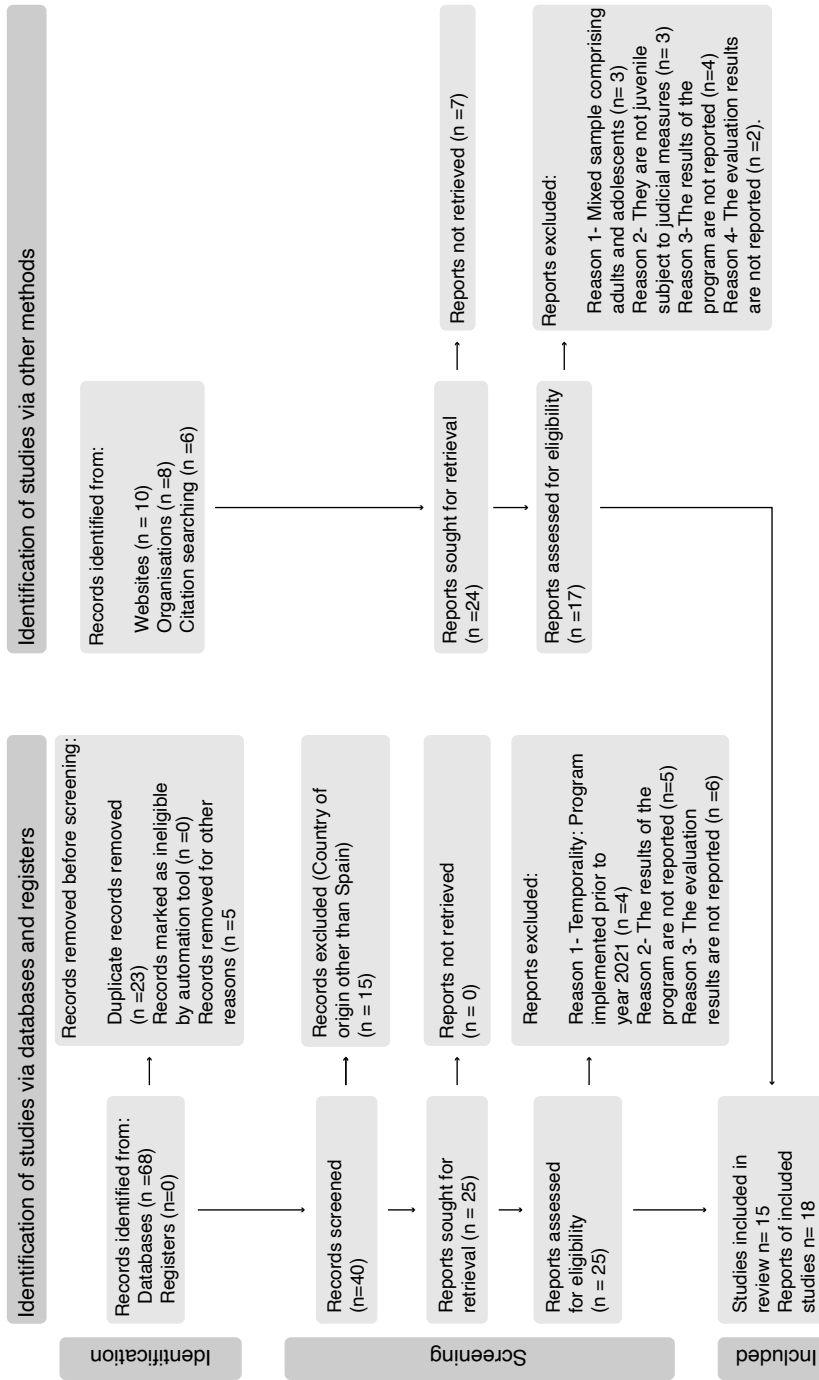 Identification of studies via databases and registers
Identification of studies via other methods
Identification
Records identified from:
Databases (n =68)
Registers (n=0)
Records removed before screening:
Duplicate records removed
(n =23)
Records marked as ineligible
by automation tool (n =0)
Records removed for other
reasons (n =5
Records identified from:
Websites (n = 10)
Organisations (n =8)
Citation searching (n =6)
Screening
Records screened
(n=40)
Records excluded (Country of
origin other than Spain)
(n = 15)
Reports sought for
retrieval (n = 25)
Reports not retrieved
(n = 0)
Reports sought for retrieval
(n =24)
Reports not retrieved (n =7)
Reports assessed
for eligibility
(n = 25)
Reports excluded:
Reason 1- Temporality: Program
implemented prior to
year 2021 (n =4)
Reason 2- The results of the
program are not reported (n=5)
Reason 3- The evaluation
results are not reported (n =6)
Reports assessed for eligibility
(n =17)
Reports excluded:
Reason 1- Mixed sample comprising
adults and adolescents (n= 3)
Reason 2- They are not juvenile
subject to judicial measures (n= 3)
Reason 3-The results of the
program are not reported (n=4)
Reason 4- The evaluation results
are not reported (n =2).
Included
Studies included in
review n= 15
Reports of included
studies n= 18